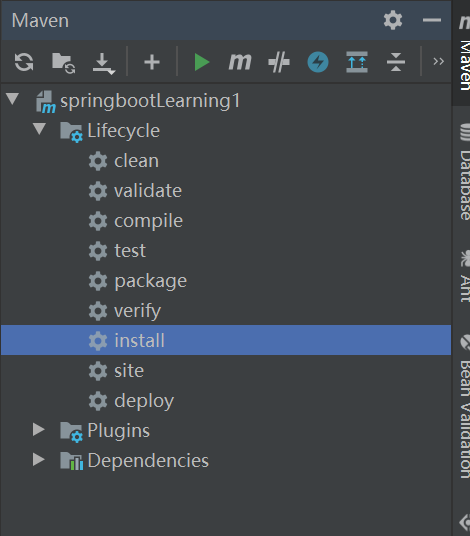 Maven
springbootLearning1
Lifecycle
clean
validate
compile
test
package
verify
install
site
deploy
Plugins
Dependencies
Maven
Database
Ant
Bean Validation